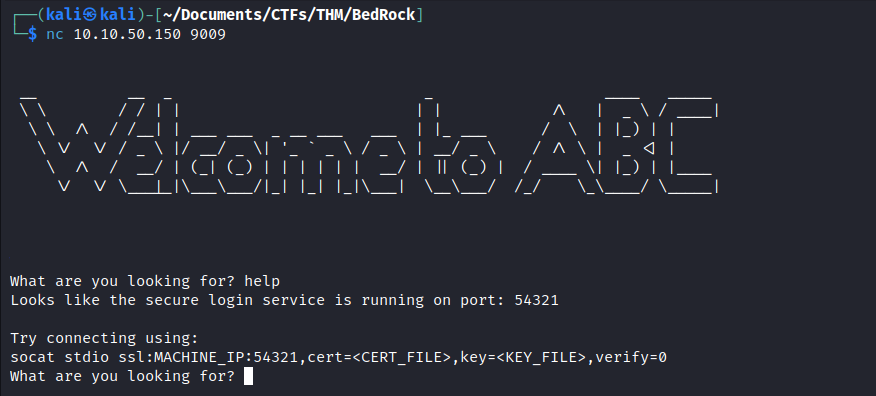 ┌──(kali㉿kali)-[~/Documents/CTFs/THM/BedRock]
└─$ nc 10.10.50.150 9009
Welcome to ABC
What are you looking for? help
Looks like the secure login service is running on port: 54321
Try connecting using:
socat stdio ssl:MACHINE_IP:54321,cert=<CERT_FILE>,key=<KEY_FILE>,verify=0
What are you looking for?